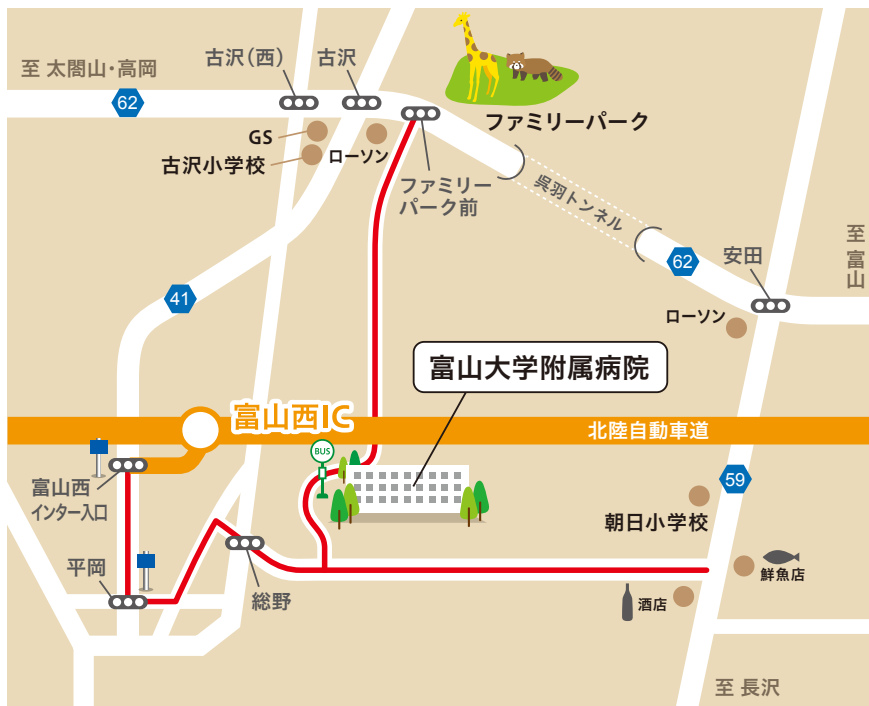 古沢(西)
古沢
至 太閤山・高岡
62
GS
古沢小学校
ローソン
ファミリーパーク
ファミリー
パーク前
呉羽トンネル
62
安田
至 富山
41
ローソン
富山大学附属病院
富山西IC
北陸自動車道
BUS
富山西
インター入口
59
朝日小学校
平岡
総野
鮮魚店
酒店
至 長沢